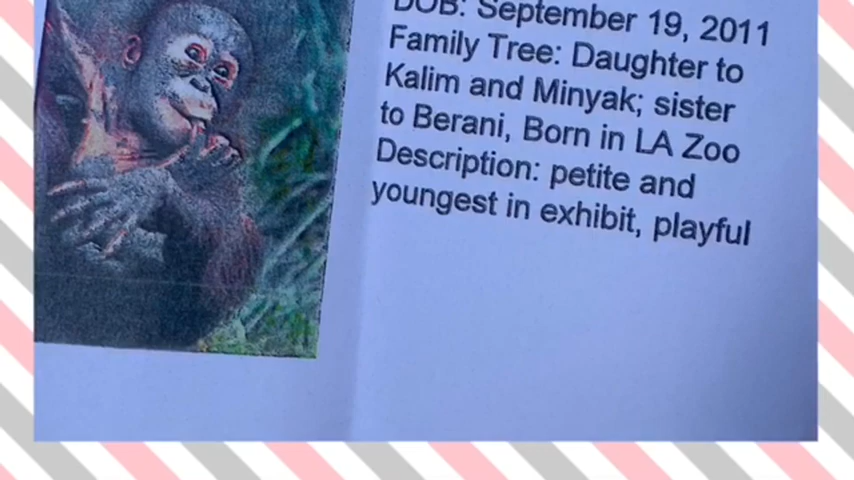 DOB: September 19, 2011
Family Tree: Daughter to
Kalim and Minyak; sister
to Berani, Born in LA Zoo
Description: petite and
youngest in exhibit, playful